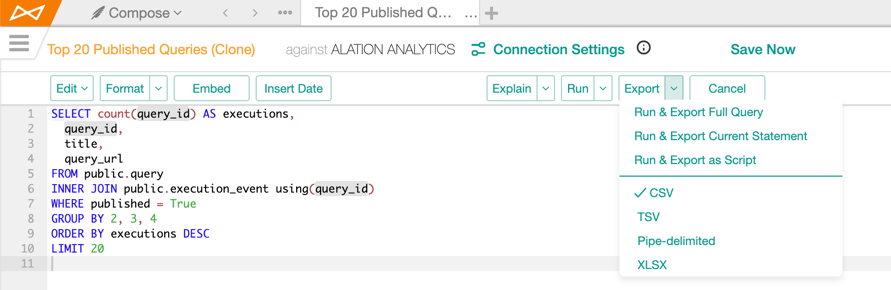 Compose
Top 20 Published Q... ...
Top 20 Published Queries (Clone) against ALATION ANALYTICS Connection Settings Save Now
Edit Format Embed Insert Date Explain Run Export Cancel
1 SELECT count(query_id) AS executions,
2 query_id,
3 title,
4 query_url
5 FROM public.query
6 INNER JOIN public.execution_event using(query_id)
7 WHERE published = True
8 GROUP BY 2, 3, 4
9 ORDER BY executions DESC
10 LIMIT 20
11
Run & Export Full Query
Run & Export Current Statement
Run & Export as Script
CSV
TSV
Pipe-delimited
XLSX